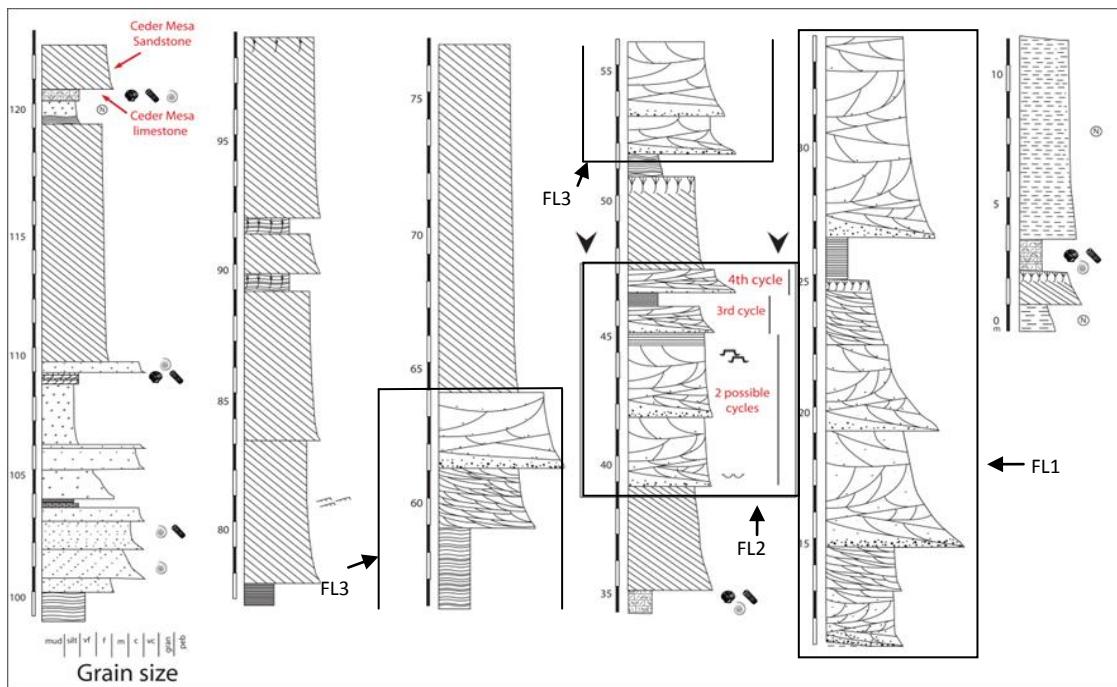 Ceder Mesa
Sandstone
Ceder Mesa
limestone
N
120
115
110
105
100
mud silt vf f m c vc gran peb
Grain size
95
90
85
80
75
70
65
60
FL3
55
50
45
40
35
FL3
4th cycle
3rd cycle
2 possible
cycles
FL2
30
25
20
15
FL1
10
5
0
m
N
N